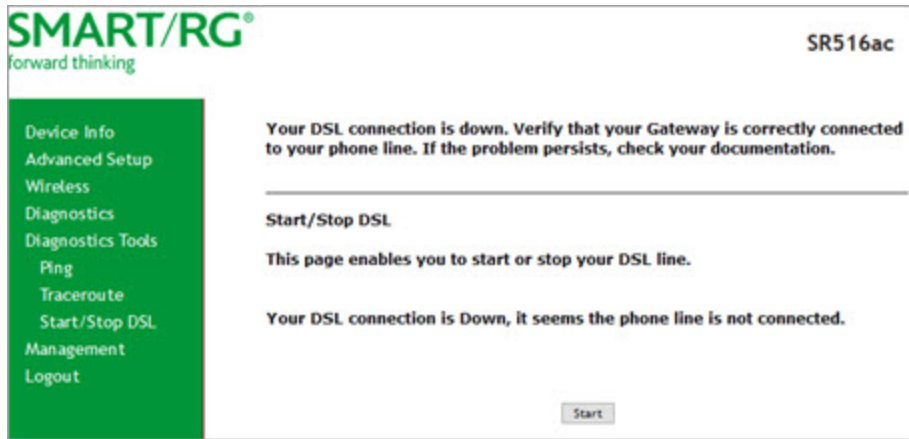 SMART/RG®
forward thinking
SR516ac
Device Info
Advanced Setup
Wireless
Diagnostics
Diagnostics Tools
Ping
Traceroute
Start/Stop DSL
Management
Logout
Your DSL connection is down. Verify that your Gateway is correctly connected
to your phone line. If the problem persists, check your documentation.
Start/Stop DSL
This page enables you to start or stop your DSL line.
Your DSL connection is Down, it seems the phone line is not connected.
Start